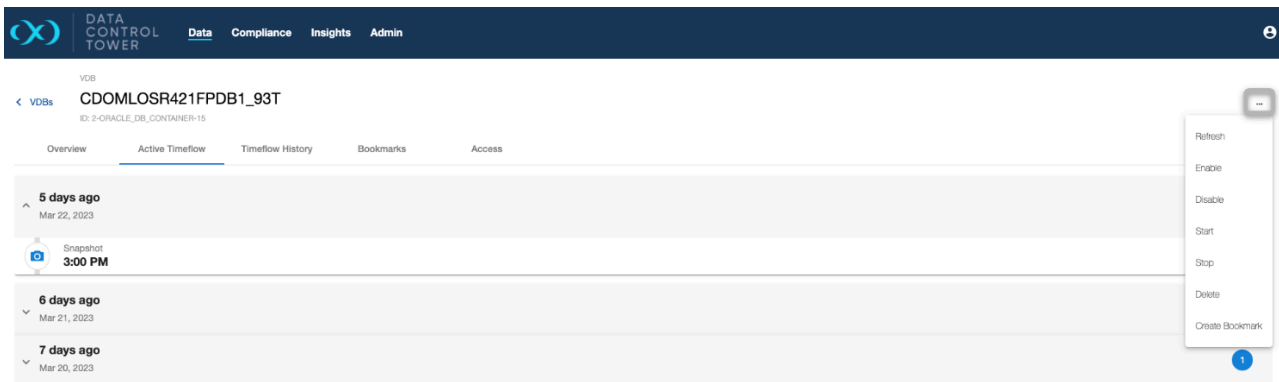 DATA
CONTROL
TOWER
Data Compliance Insights Admin
VDB
VDBs
CDOMLOSR421FPDB1_93T
ID: 2-ORACLE_DB_CONTAINER-15
...
Overview Active Timeflow Timeflow History Bookmarks Access
Refresh
Enable
Disable
Start
Stop
Delete
Create Bookmark
5 days ago
Mar 22, 2023
Snapshot
3:00 PM
6 days ago
Mar 21, 2023
7 days ago
Mar 20, 2023
1